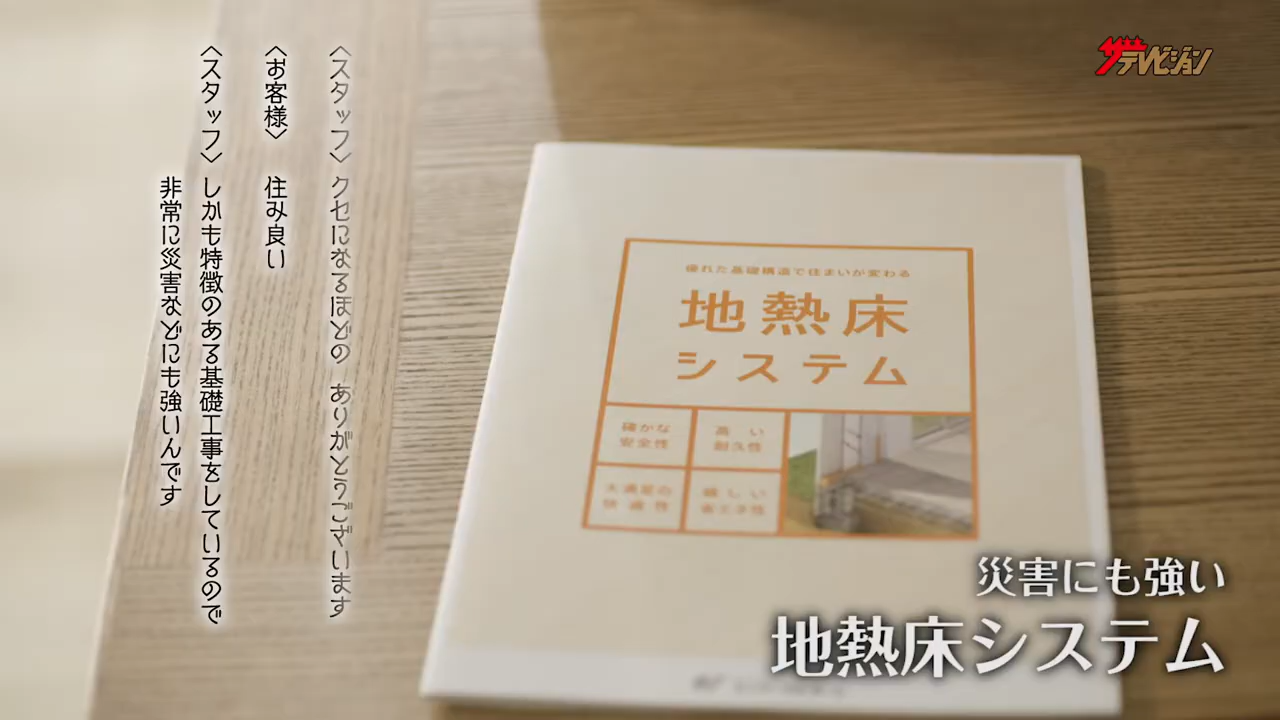 ザテレビジョン
〈スタッフ〉 クセになるほどの ありがとうございます
〈お客様〉 住み良い
〈スタッフ〉 しかも特徴のある基礎工事をしているので
非常に災害などにも強いんです
優れた基礎構造で住まいが変わる
地熱床
システム
確かな
安全性
高い
耐久性
大満足の
快適性
嬉しい
省エネ性
災害にも強い
地熱床システム